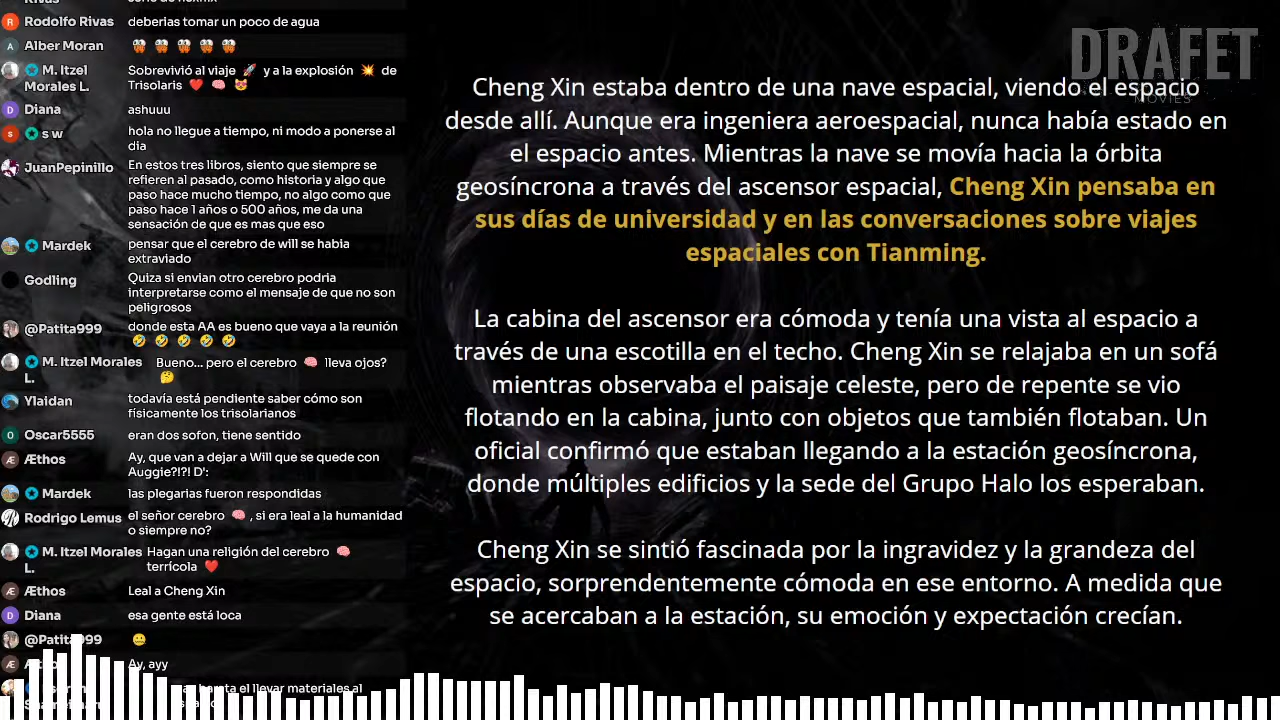 Rodolfo Rivas deberias tomar un poco de agua
Alber Moran
M. Itzel Sobrevivió al viaje 🚀 y a la explosión 💥 de
Morales L. Trisolaris ❤️ 🧠 😻
Diana ashuuu
s w hola no llegue a tiempo, ni modo a ponerse al
dia
JuanPepinillo En estos tres libros, siento que siempre se
refieren al pasado, como historia y algo que
paso hace mucho tiempo, no algo como que
paso hace 1 años o 500 años, me da una
sensación de que es mas que eso
Mardek pensar que el cerebro de will se habia
extraviado
Godling Quiza si envian otro cerebro podria
interpretarse como el mensaje de que no son
peligrosos
@Patita999 donde esta AA es bueno que vaya a la reunión
🤣 🤣 🤣 🤣 🤣
M. Itzel Morales Bueno... pero el cerebro 🧠 lleva ojos?
L. 🤔
Ylaidan todavía está pendiente saber cómo son
físicamente los trisolarianos
Oscar5555 eran dos sofon, tiene sentido
Æthos Ay, que van a dejar a Will que se quede con
Auggie?!?! D':
Mardek las plegarias fueron respondidas
Rodrigo Lemus el señor cerebro 🧠 , si era leal a la humanidad
o siempre no?
M. Itzel Morales Hagan una religión del cerebro 🧠
L. terrícola ❤️
Æthos Leal a Cheng Xin
Diana esa gente está loca
@Patita999 😐
Ay, ayy
el llevar materiales al
DRAFET
MOVIES
Cheng Xin estaba dentro de una nave espacial, viendo el espacio
desde allí. Aunque era ingeniera aeroespacial, nunca había estado en
el espacio antes. Mientras la nave se movía hacia la órbita
geosíncrona a través del ascensor espacial, Cheng Xin pensaba en
sus días de universidad y en las conversaciones sobre viajes
espaciales con Tianming.
La cabina del ascensor era cómoda y tenía una vista al espacio a
través de una escotilla en el techo. Cheng Xin se relajaba en un sofá
mientras observaba el paisaje celeste, pero de repente se vio
flotando en la cabina, junto con objetos que también flotaban. Un
oficial confirmó que estaban llegando a la estación geosíncrona,
donde múltiples edificios y la sede del Grupo Halo los esperaban.
Cheng Xin se sintió fascinada por la ingravidez y la grandeza del
espacio, sorprendentemente cómoda en ese entorno. A medida que
se acercaban a la estación, su emoción y expectación crecían.